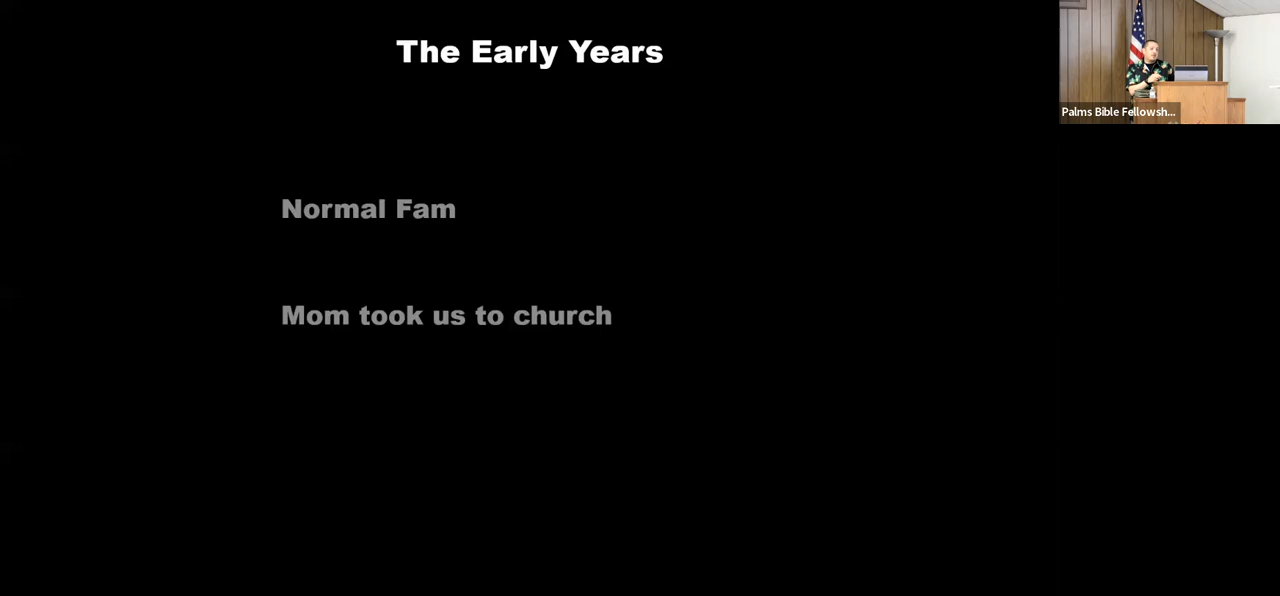 The Early Years
Palms Bible Fellowsh...
Normal Fam
Mom took us to church